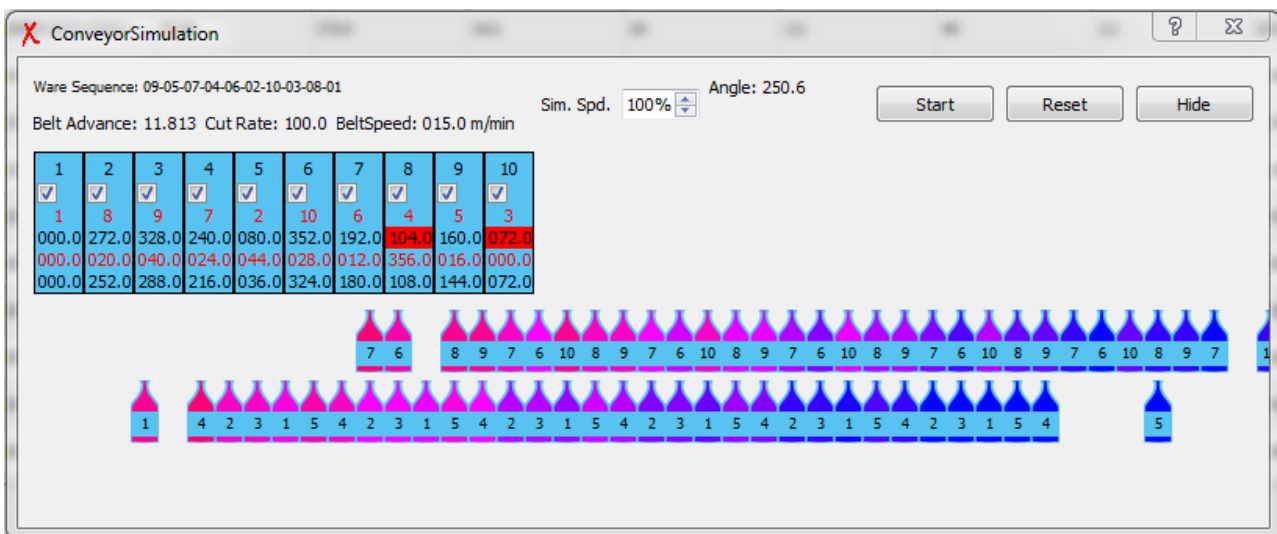 ConveyorSimulation
Ware Sequence: 09-05-07-04-06-02-10-03-08-01
Sim. Spd. 100% Angle: 250.6 Start Reset Hide
Belt Advance: 11.813 Cut Rate: 100.0 BeltSpeed: 015.0 m/min
1 2 3 4 5 6 7 8 9 10
1 8 9 7 2 10 6 4 5 3
000.0 272.0 328.0 240.0 080.0 352.0 192.0 104.0 160.0 072.0
000.0 020.0 040.0 024.0 044.0 028.0 012.0 356.0 016.0 000.0
000.0 252.0 288.0 216.0 036.0 324.0 180.0 108.0 144.0 072.0
7 6 8 9 7 6 10 8 9 7 6 10 8 9 7 6 10 8 9 7 6 10 8 9 7 6 10 8 9 7
1 4 2 3 1 5 4 2 3 1 5 4 2 3 1 5 4 2 3 1 5 4 2 3 1 5 4 2 3 1 5 4 5